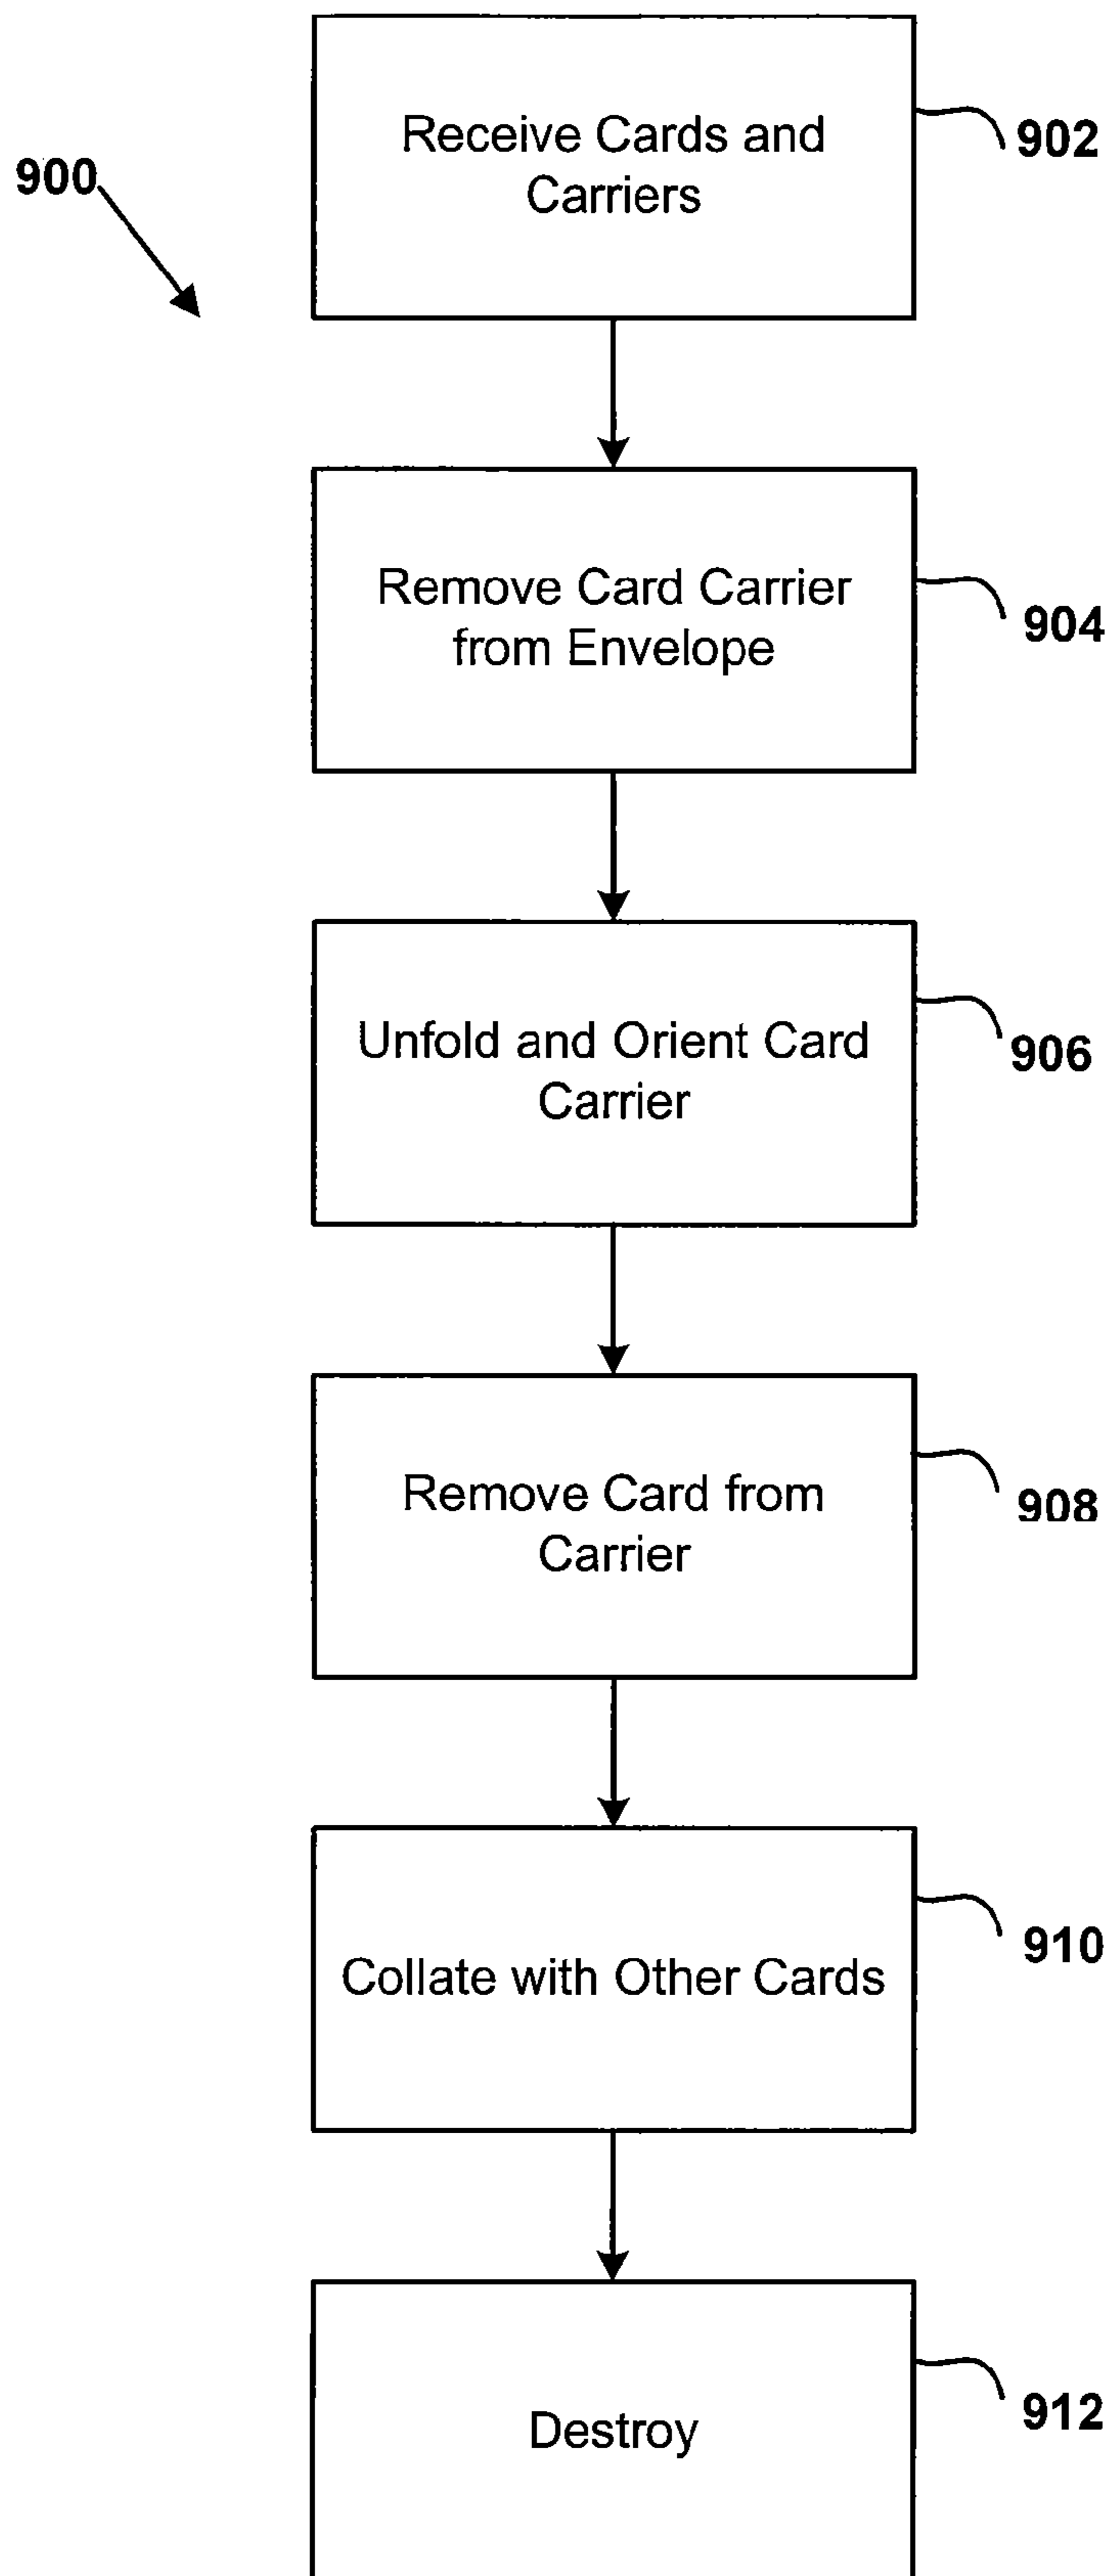 900
Receive Cards and
Carriers
902
Remove Card Carrier
from Envelope
904
Unfold and Orient Card
Carrier
906
Remove Card from
Carrier
908
Collate with Other Cards
910
Destroy
912